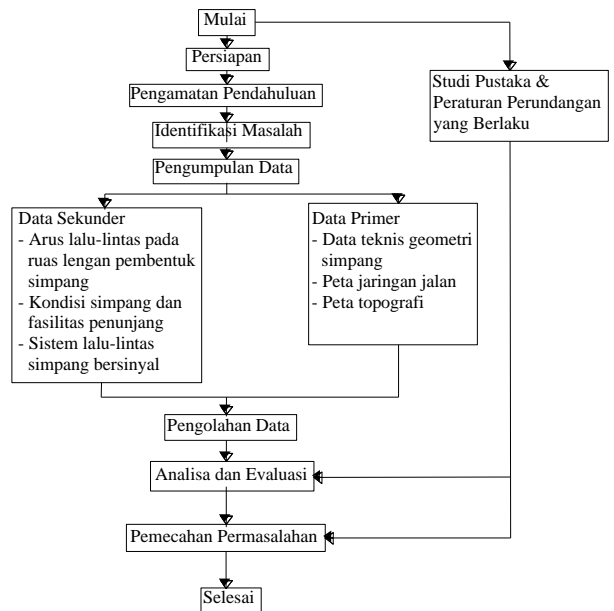 Mulai
Persiapan
Pengamatan Pendahuluan
Identifikasi Masalah
Pengumpulan Data
Studi Pustaka &
Peraturan Perundangan
yang Berlaku
Data Sekunder
- Arus lalu-lintas pada
ruas lengan pembentuk
simpang
- Kondisi simpang dan
fasilitas penunjang
- Sistem lalu-lintas
simpang bersinyal
Data Primer
- Data teknis geometri
simpang
- Peta jaringan jalan
- Peta topografi
Pengolahan Data
Analisa dan Evaluasi
Pemecahan Permasalahan
Selesai